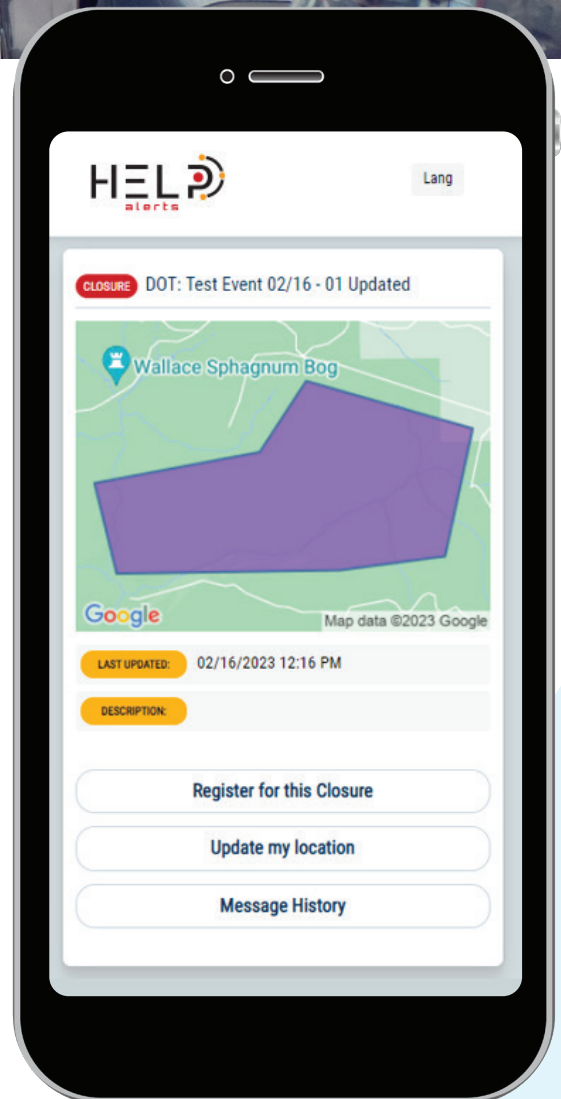 HELP
alerts
Lang
CLOSURE DOT: Test Event 02/16 - 01 Updated
Wallace Sphagnum Bog
Google
Map data ©2023 Google
LAST UPDATED: 02/16/2023 12:16 PM
DESCRIPTION:
Register for this Closure
Update my location
Message History